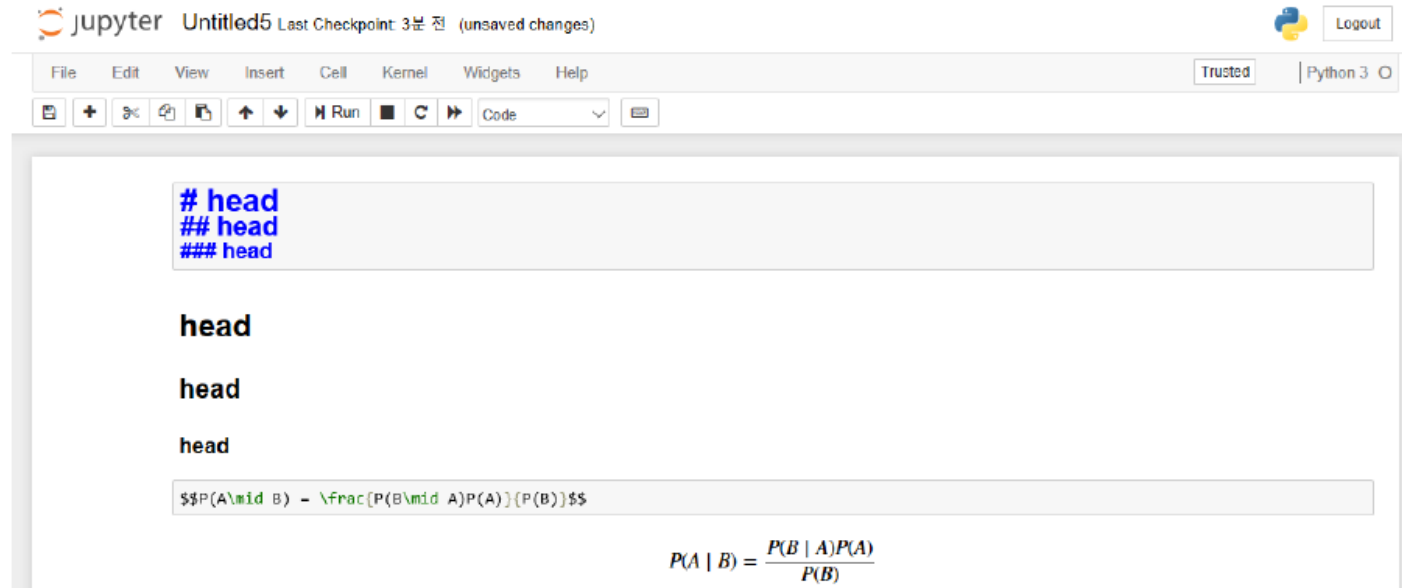 jupyter Untitled5 Last Checkpoint: 3분 전 (unsaved changes) Logout
File Edit View Insert Cell Kernel Widgets Help Trusted Python 3
Run Code
# head
## head
### head
head
head
head
$$P(A\mid B) = \frac{P(B\mid A)P(A)}{P(B)}$$
P(A | B) = P(B | A)P(A) / P(B)